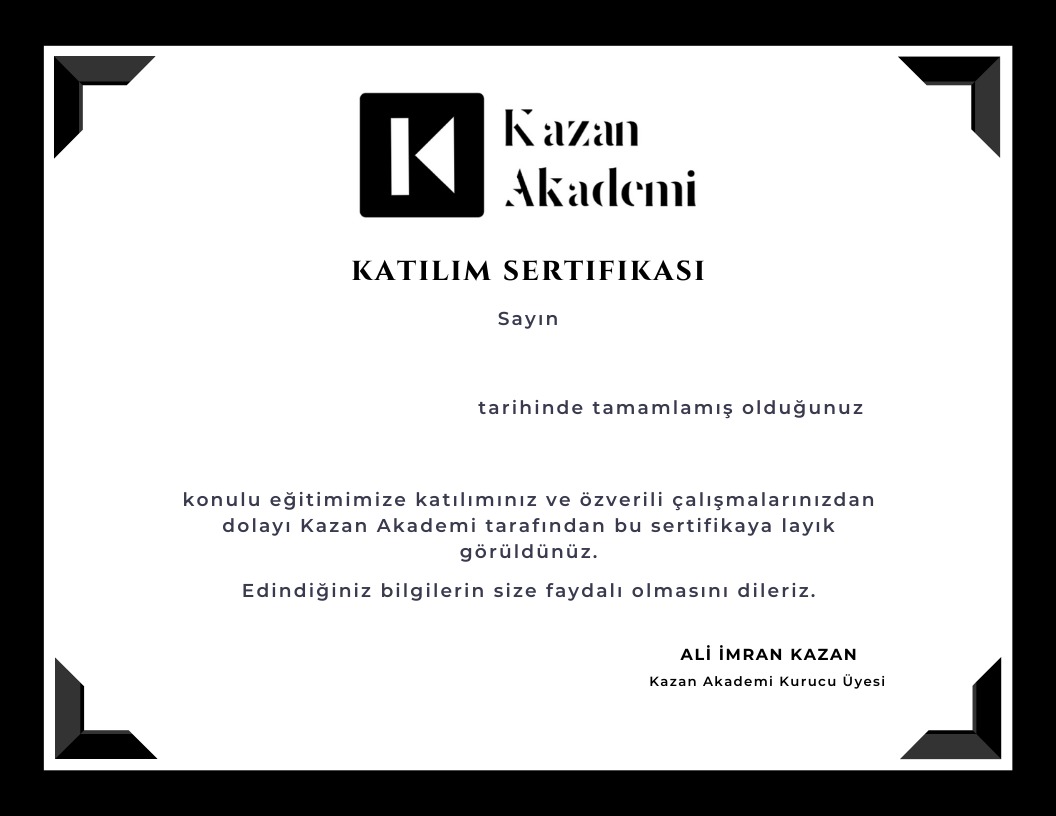 Kazan
Akademi
KATILIM SERTIFIKASI
Sayın
tarihinde tamamlamış olduğunuz
konulu eğitimimize katılımınız ve özverili çalışmalarınızdan
dolayı Kazan Akademi tarafından bu sertifikaya layık
görüldünüz.
Edindiğiniz bilgilerin size faydalı olmasını dileriz.
ALİ İMRAN KAZAN
Kazan Akademi Kurucu Üyesi